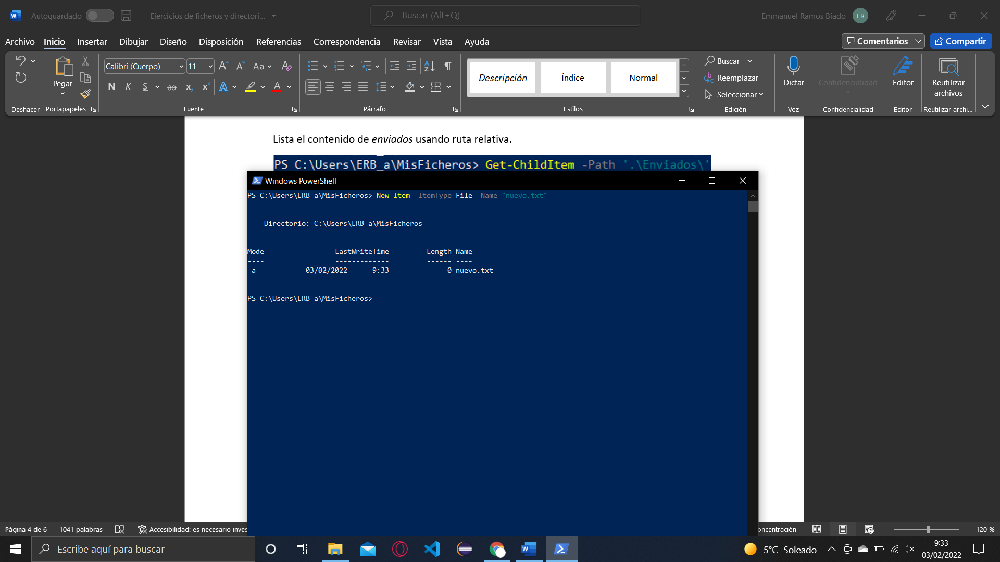 Autoguardado
Ejercicios de ficheros y directori...
Buscar (Alt+Q)
Emmanuel Ramos Biado
ER
Archivo Inicio Insertar Dibujar Diseño Disposición Referencias Correspondencia Revisar Vista Ayuda
Comentarios
Compartir
Pegar
Calibri (Cuerpo) 11
Aa
N K S ab x₂ x² A A
Descripción Índice Normal
Buscar
Reemplazar
Seleccionar
Dictar
Confidencialidad
Editor
Reutilizar
archivos
Deshacer Portapapeles Fuente Párrafo Estilos Edición Voz Confidencialidad Editor Reutilizar archi...
Lista el contenido de enviados usando ruta relativa.
PS C:\Users\ERB_a\MisFicheros> Get-ChildItem -Path '.\Enviados\'
Windows PowerShell
PS C:\Users\ERB_a\MisFicheros> New-Item -ItemType File -Name "nuevo.txt"
Directorio: C:\Users\ERB_a\MisFicheros
Mode LastWriteTime Length Name
---- ------------- ------ ----
-a---- 03/02/2022 9:33 0 nuevo.txt
PS C:\Users\ERB_a\MisFicheros>
Página 4 de 6 1041 palabras Accesibilidad: es necesario inves
oncentración
120 %
Escribe aquí para buscar
5°C Soleado
9:33
03/02/2022